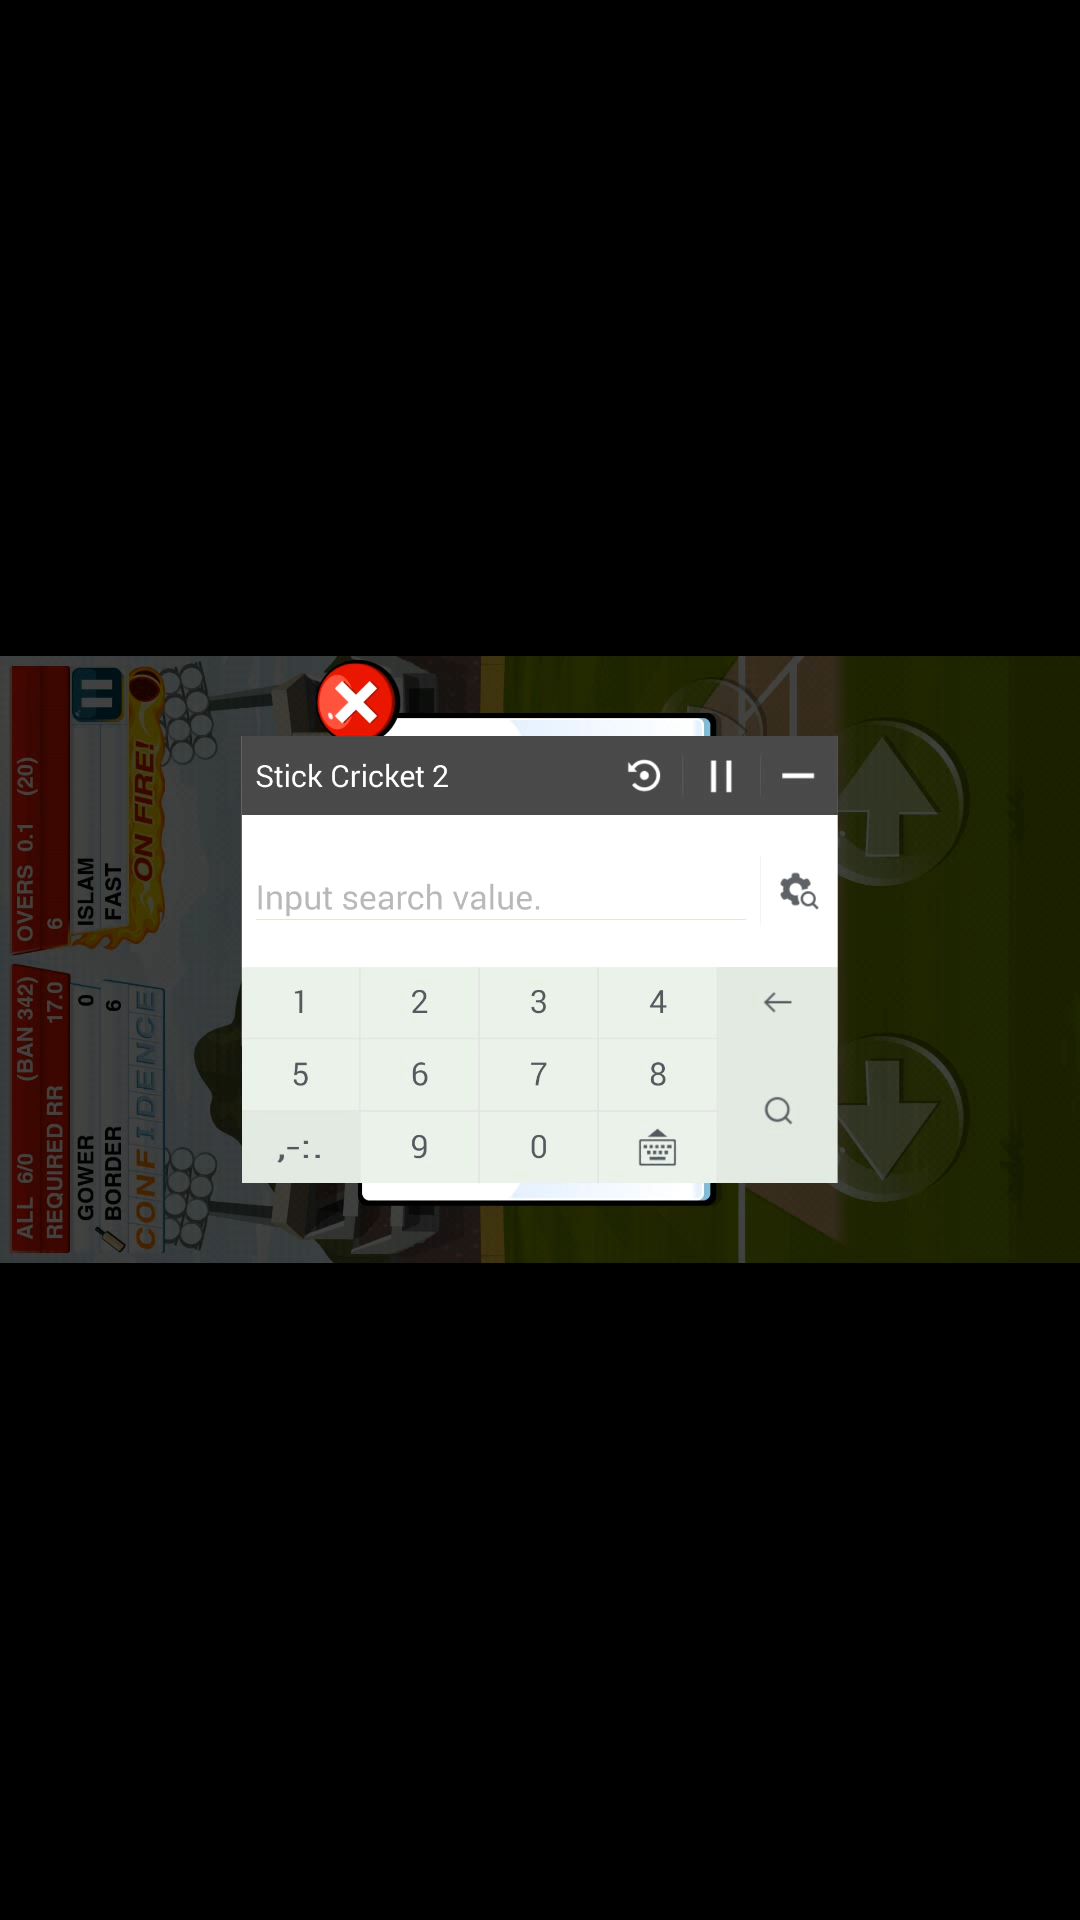 Stick Cricket 2
Input search value.
1 2 3 4
5 6 7 8
,-:. 9 0
ALL 6/0 (BAN 342) OVERS 0.1 (20)
REQUIRED RR 17.0 6
GOWER 0 ISLAM
BORDER 6 FAST
CONFIDENCE ON FIRE!